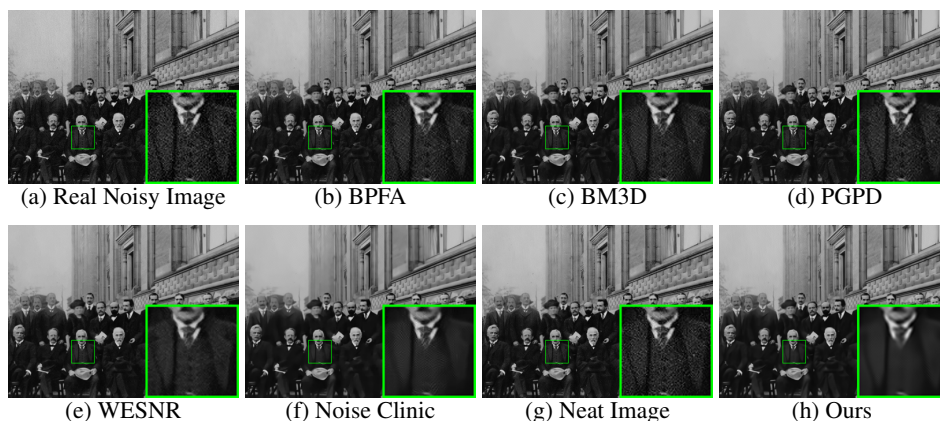 (a) Real Noisy Image (b) BPFA (c) BM3D (d) PGPD
(e) WESNR (f) Noise Clinic (g) Neat Image (h) Ours